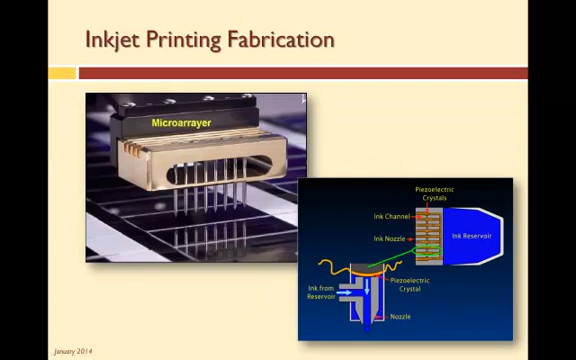 Inkjet Printing Fabrication
Microarrayer
Piezoelectric
Crystals
Ink Channel
Ink Nozzle
Ink Reservoir
Ink from
Reservoir
Piezoelectric
Crystal
Nozzle
January 2014